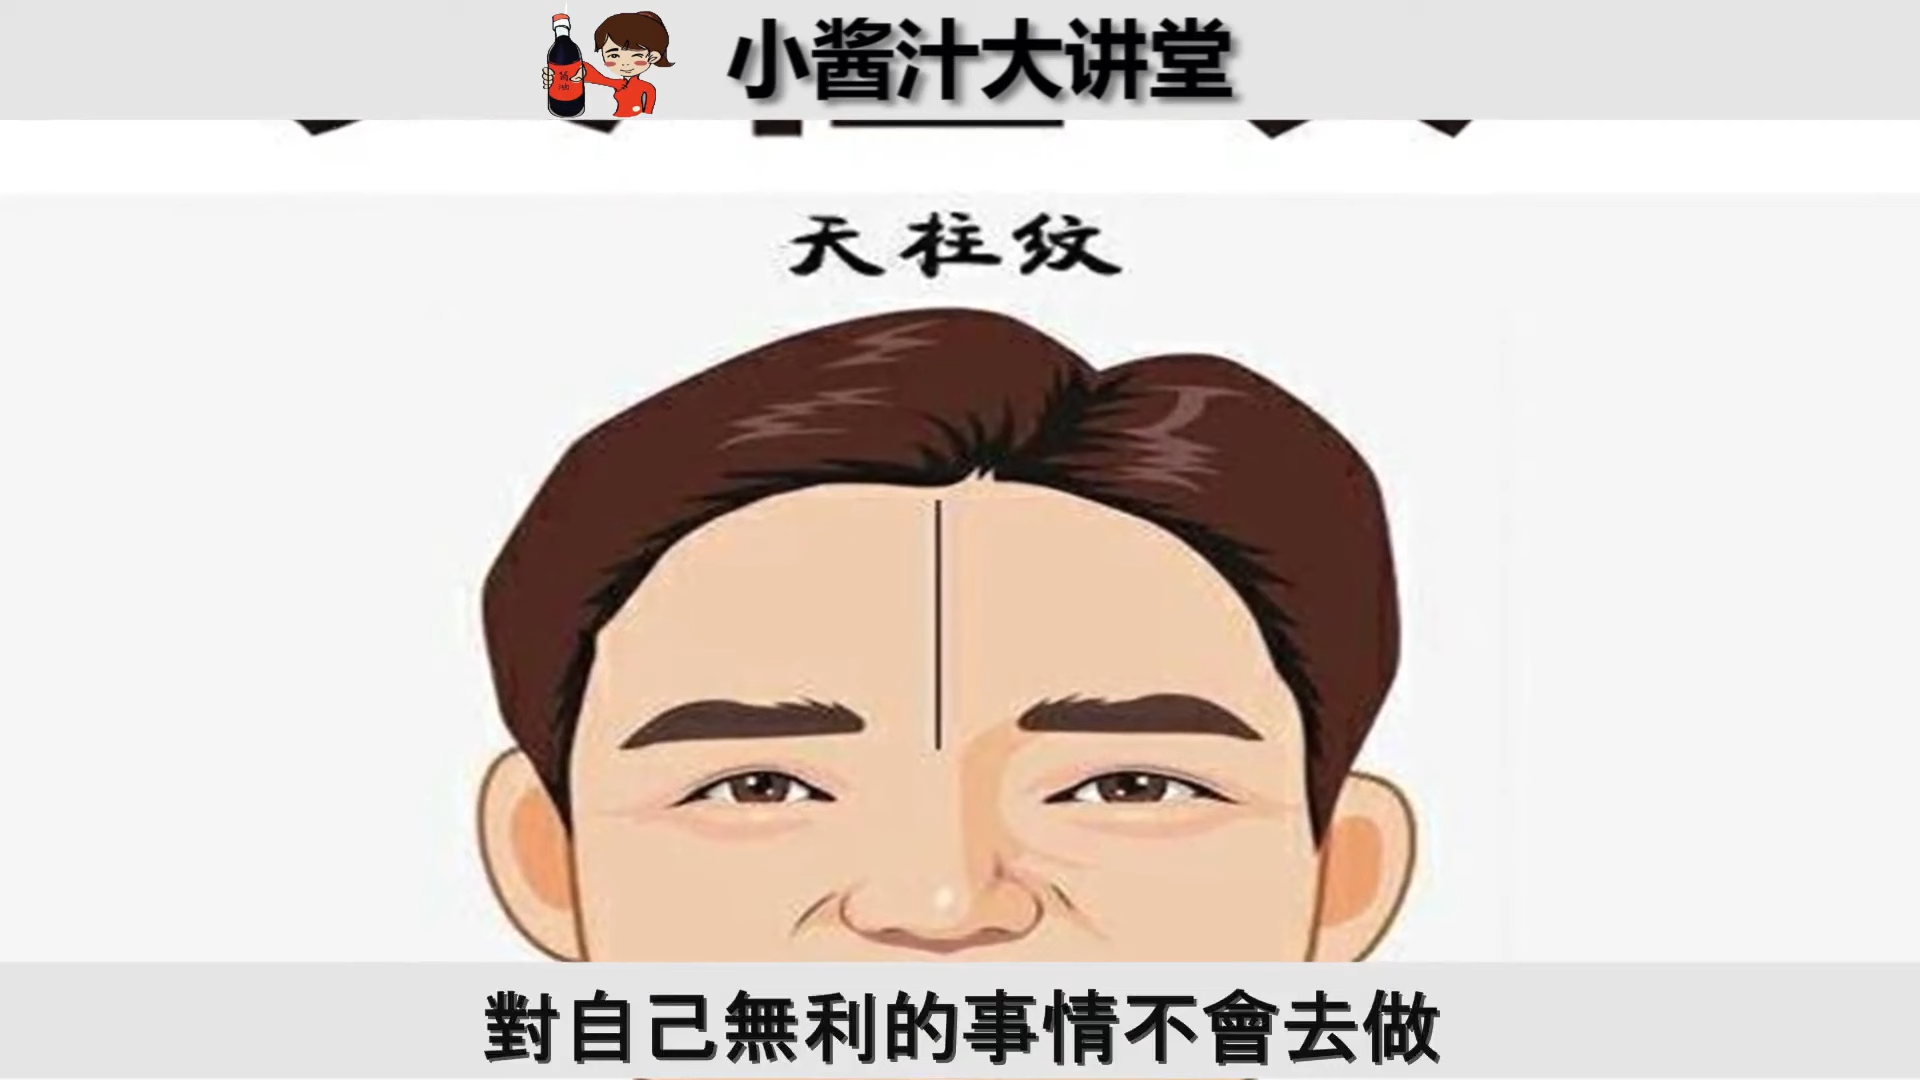 小酱汁大讲堂
天柱纹
對自己無利的事情不會去做